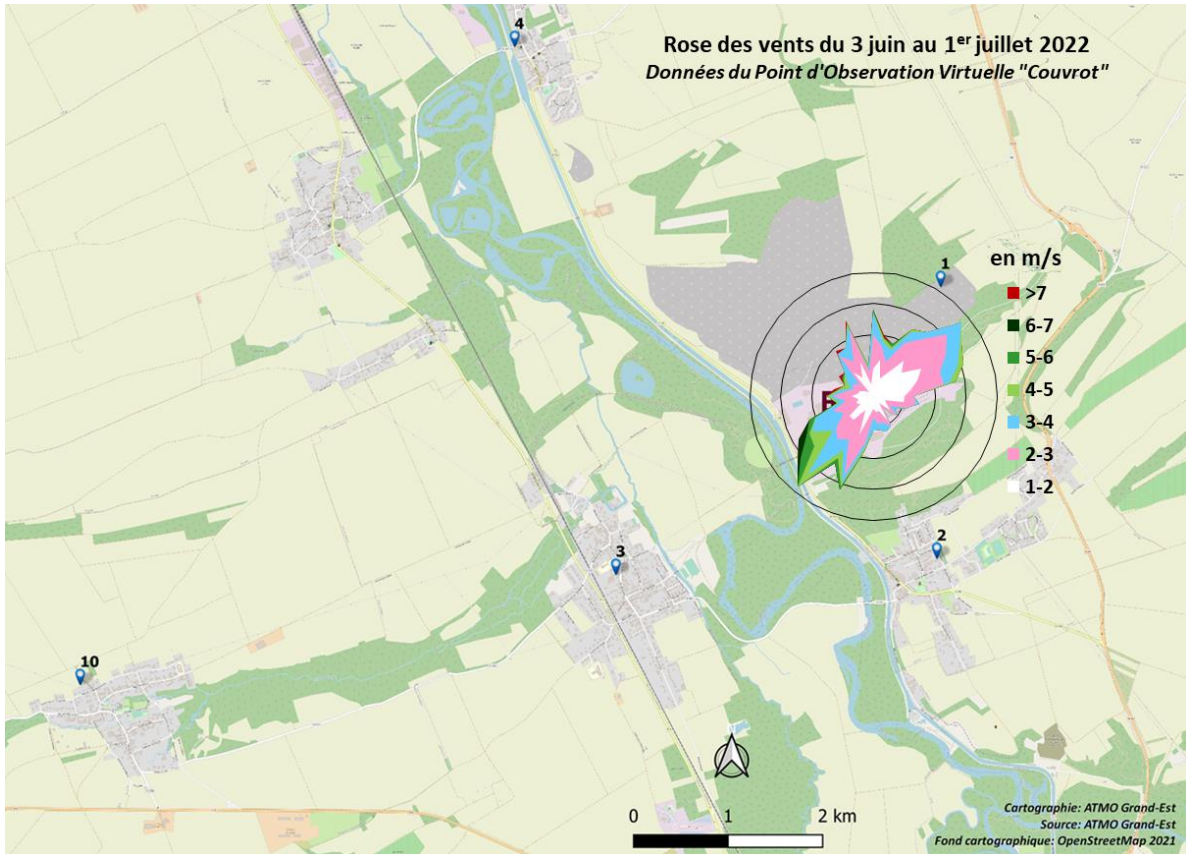 4
Rose des vents du 3 juin au 1er juillet 2022
Données du Point d'Observation Virtuelle "Couvrot"
1
en m/s
>7
6-7
5-6
4-5
3-4
2-3
1-2
2
3
10
0 1 2 km
Cartographie: ATMO Grand-Est
Source: ATMO Grand-Est
Fond cartographique: OpenStreetMap 2021